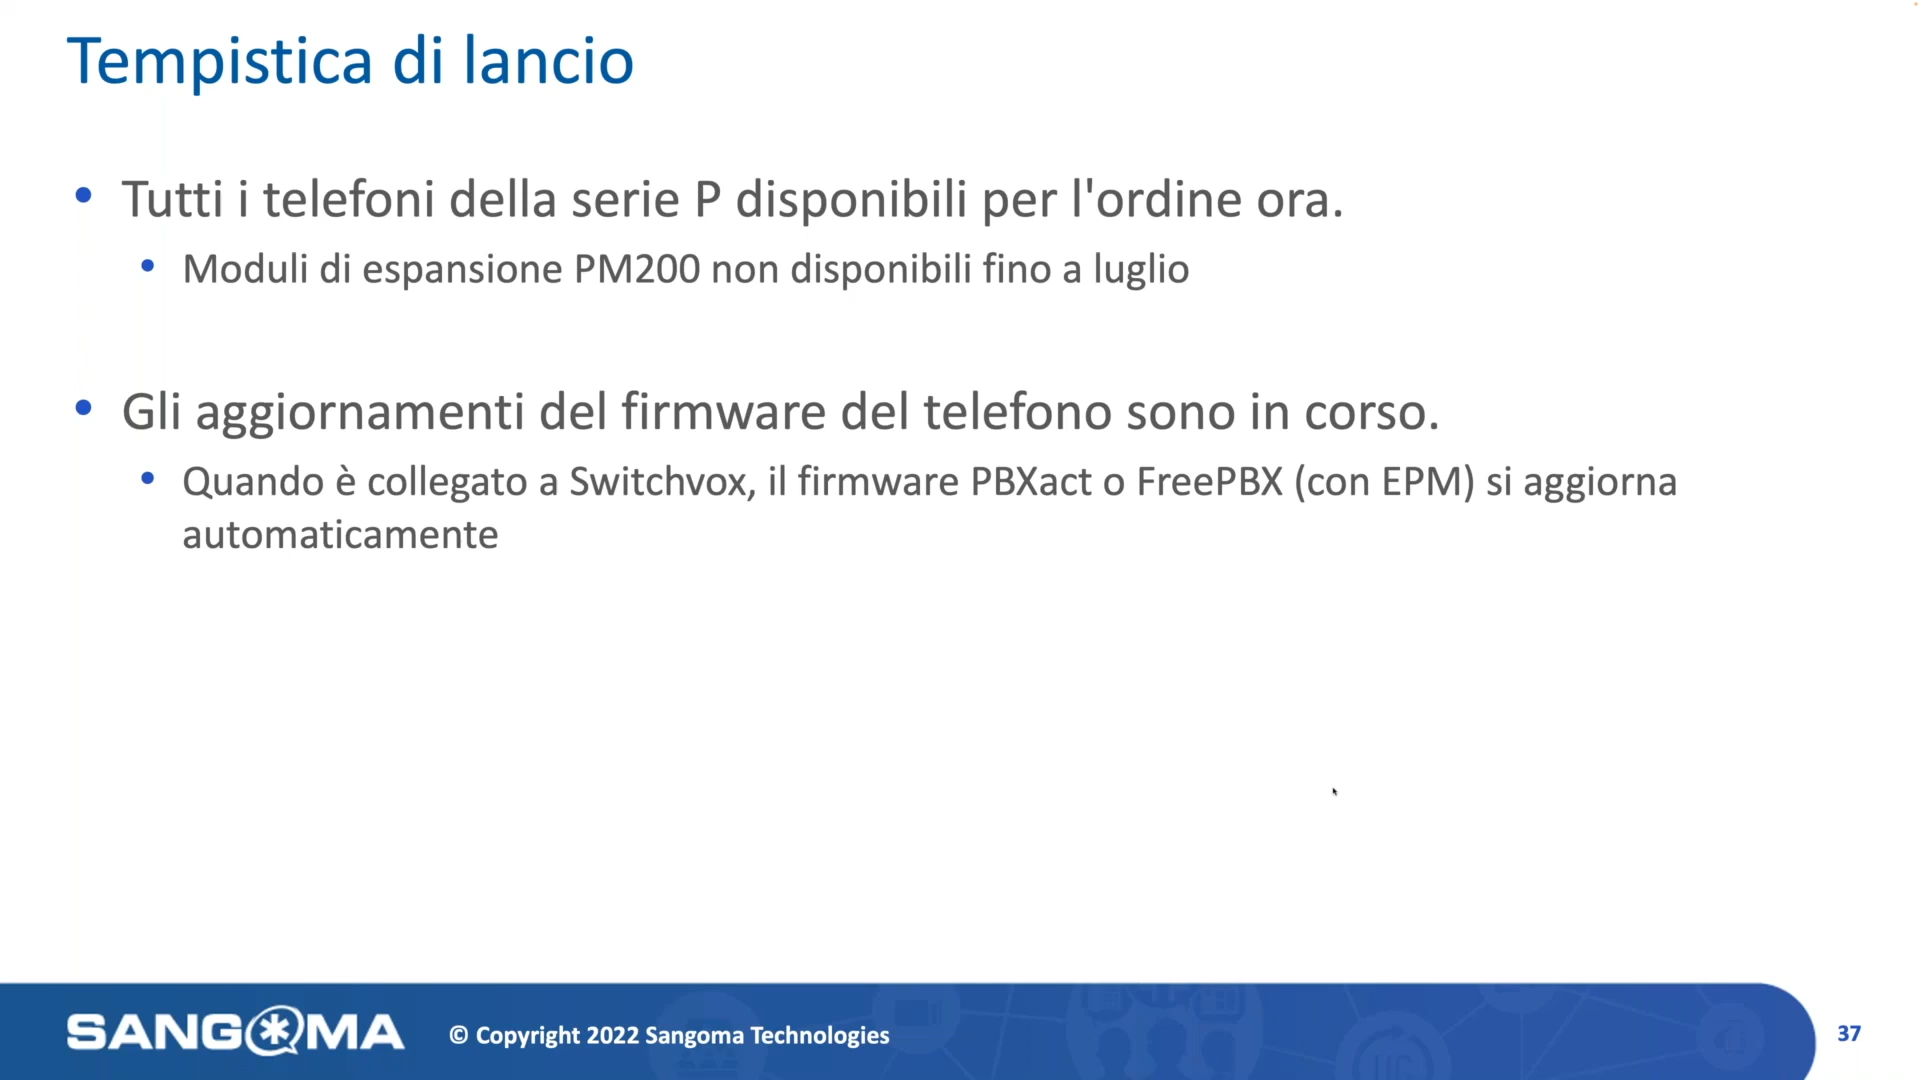 Tempistica di lancio
• Tutti i telefoni della serie P disponibili per l'ordine ora.
• Moduli di espansione PM200 non disponibili fino a luglio
• Gli aggiornamenti del firmware del telefono sono in corso.
• Quando è collegato a Switchvox, il firmware PBXact o FreePBX (con EPM) si aggiorna
automaticamente
SANGOMA
© Copyright 2022 Sangoma Technologies
37